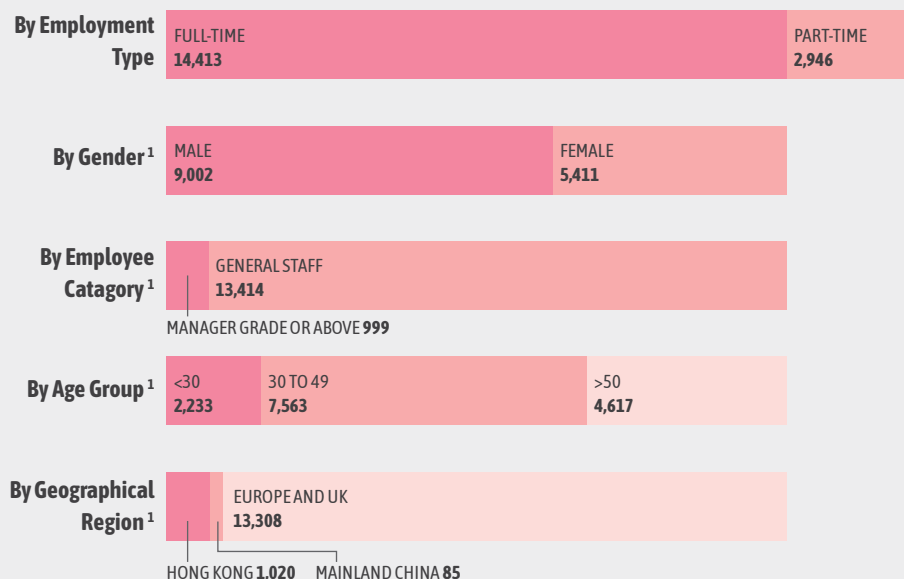 By Employment
Type
FULL-TIME
14,413
PART-TIME
2,946
By Gender 1
MALE
9,002
FEMALE
5,411
By Employee
Catagory 1
GENERAL STAFF
13,414
MANAGER GRADE OR ABOVE 999
By Age Group 1
<30
2,233
30 TO 49
7,563
>50
4,617
By Geographical
Region 1
EUROPE AND UK
13,308
HONG KONG 1,020
MAINLAND CHINA 85